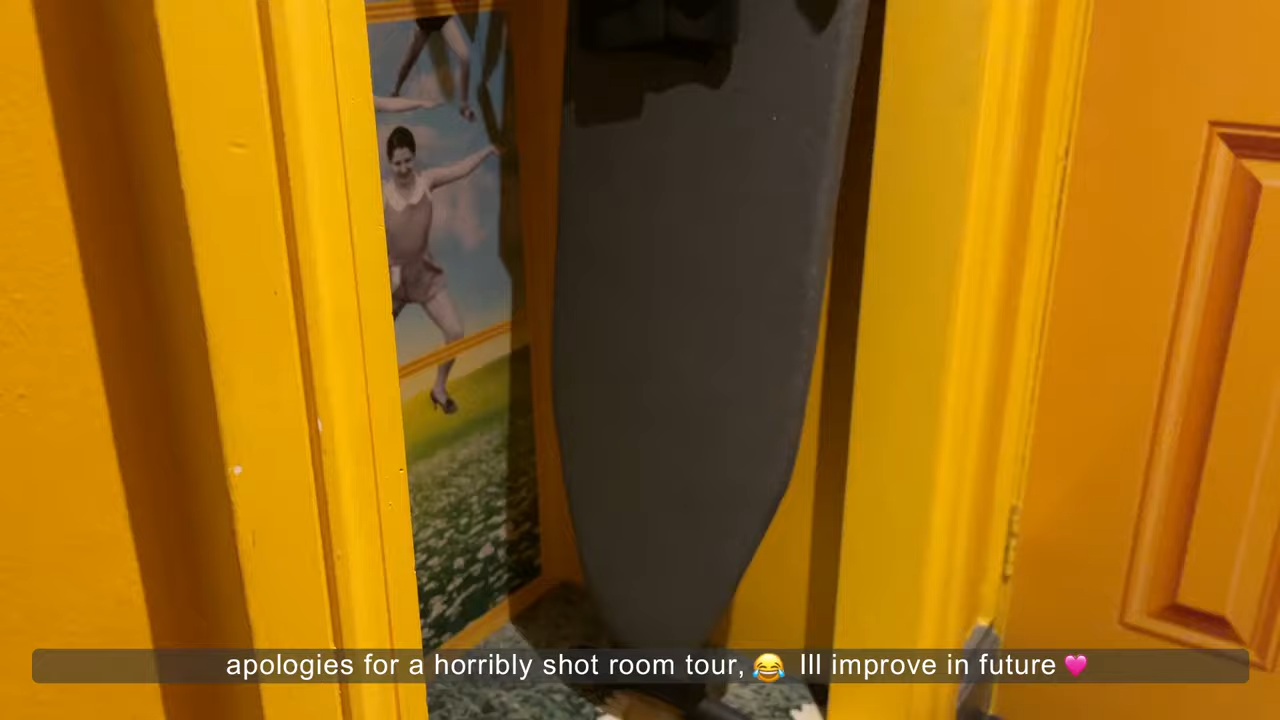 apologies for a horribly shot room tour, 😂 Ill improve in future 💗